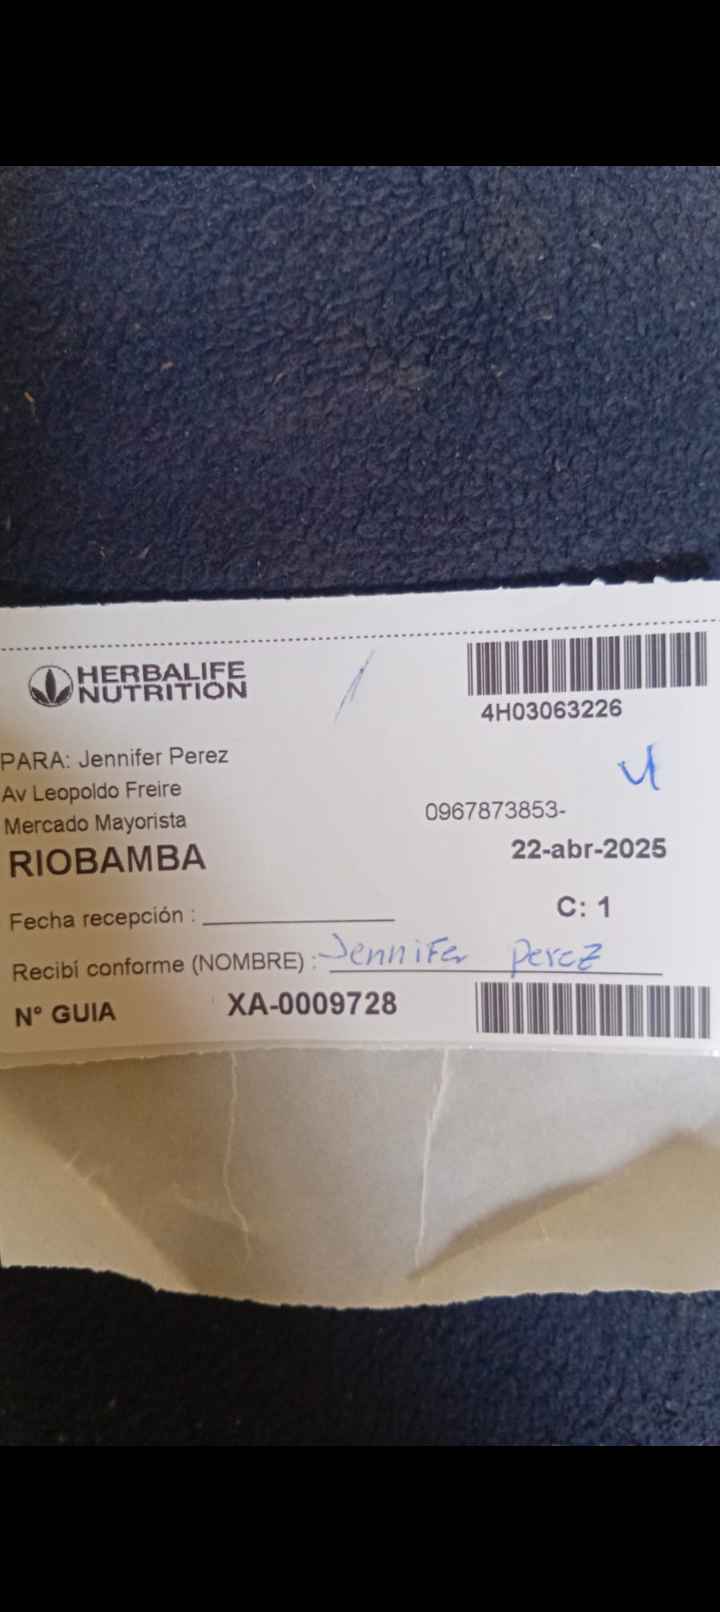 HERBALIFE
NUTRITION
4H03063226
PARA: Jennifer Perez
Av Leopoldo Freire
Mercado Mayorista
0967873853-
RIOBAMBA
22-abr-2025
Fecha recepción :
C: 1
Recibí conforme (NOMBRE) : Jennifer Perez
N° GUIA XA-0009728